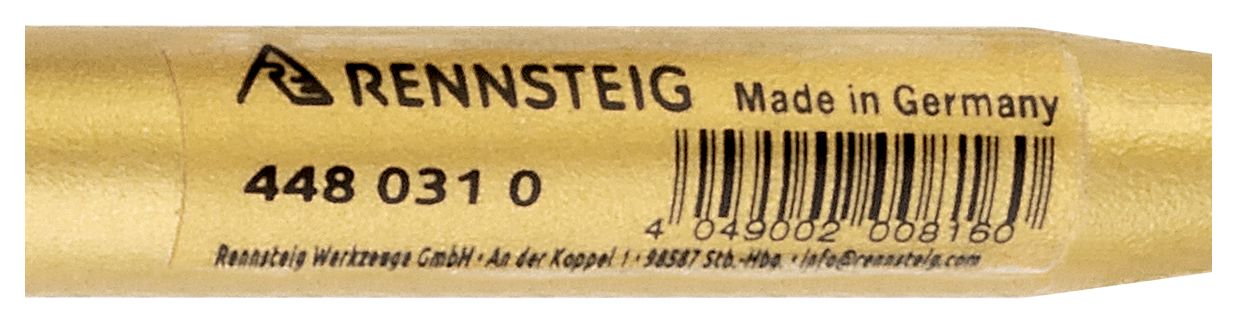 RENNSTEIG
Made in Germany
448 031 0
4 049002 008160
Rennsteig Werkzeuge GmbH • An der Koppel 1 • 98587 Stb.-Hbg. • info@rennsteig.com